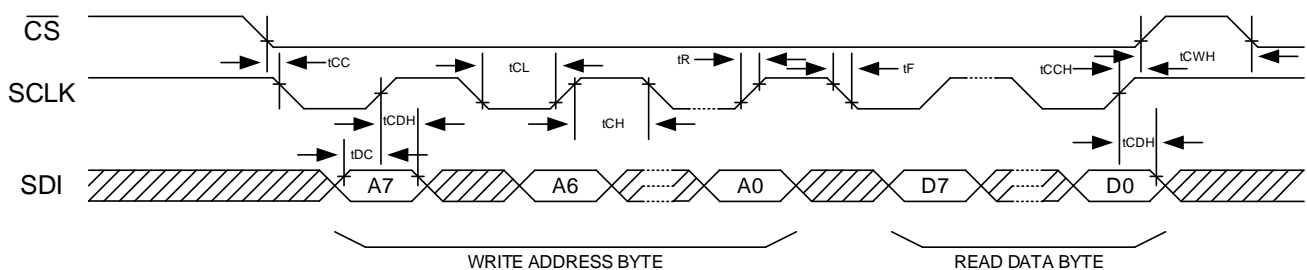 CS
tCC
tCL
tR
tF
tCCH
tCWH
SCLK
tCDH
tCH
tCDH
tDC
SDI
A7
A6
A0
D7
D0
WRITE ADDRESS BYTE
READ DATA BYTE